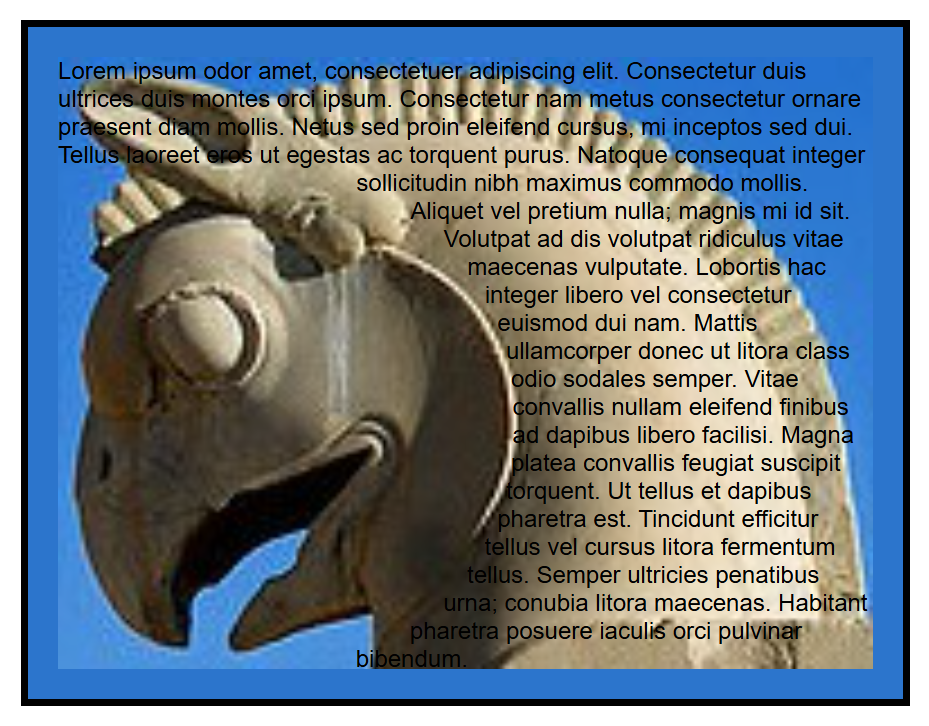 Lorem ipsum odor amet, consectetuer adipiscing elit. Consectetur duis
ultrices duis montes orci ipsum. Consectetur nam metus consectetur ornare
praesent diam mollis. Netus sed proin eleifend cursus, mi inceptos sed dui.
Tellus laoreet eros ut egestas ac torquent purus. Natoque consequat integer
sollicitudin nibh maximus commodo mollis.
Aliquet vel pretium nulla; magnis mi id sit.
Volutpat ad dis volutpat ridiculus vitae
maecenas vulputate. Lobortis hac
integer libero vel consectetur
euismod dui nam. Mattis
ullamcorper donec ut litora class
odio sodales semper. Vitae
convallis nullam eleifend finibus
ad dapibus libero facilisi. Magna
platea convallis feugiat suscipit
torquent. Ut tellus et dapibus
pharetra est. Tincidunt efficitur
tellus vel cursus litora fermentum
tellus. Semper ultricies penatibus
urna; conubia litora maecenas. Habitant
pharetra posuere iaculis orci pulvinar
bibendum.